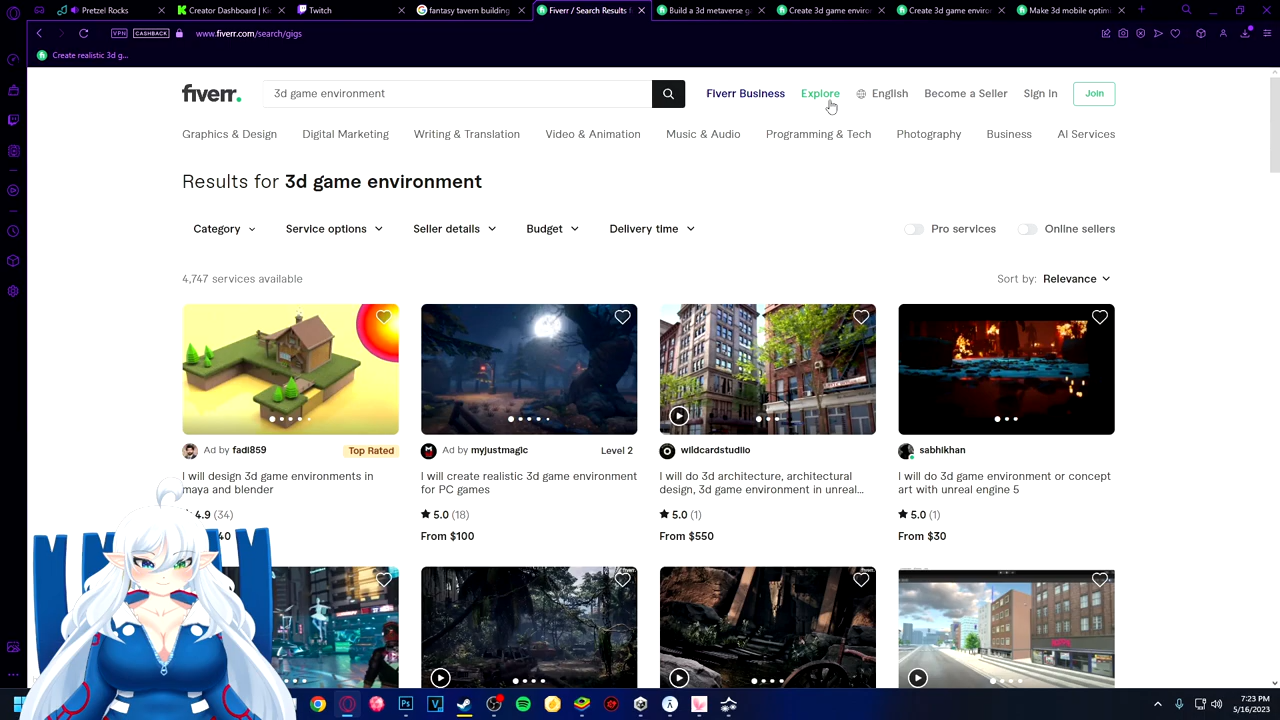 Pretzel Rocks
Creator Dashboard | Ki
Twitch
fantasy tavern building
Fiverr / Search Results
Build a 3d metaverse g
Create 3d game environ
Create 3d game environ
Make 3d mobile optim
VPN
CASHBACK
www.fiverr.com/search/gigs
Create realistic 3d g...
fiverr.
3d game environment
Fiverr Business
Explore
English
Become a Seller
Sign In
Join
Graphics & Design
Digital Marketing
Writing & Translation
Video & Animation
Music & Audio
Programming & Tech
Photography
Business
AI Services
Results for 3d game environment
Category
Service options
Seller details
Budget
Delivery time
Pro services
Online sellers
4,747 services available
Sort by: Relevance
Ad by fadi859
Top Rated
I will design 3d game environments in
maya and blender
4.9 (34)
Ad by myjustmagic
Level 2
I will create realistic 3d game environment
for PC games
5.0 (18)
From $100
wildcardstudiio
I will do 3d architecture, architectural
design, 3d game environment in unreal...
5.0 (1)
From $550
sabhikhan
I will do 3d game environment or concept
art with unreal engine 5
5.0 (1)
From $30
fiverr.
7:23 PM
5/16/2023